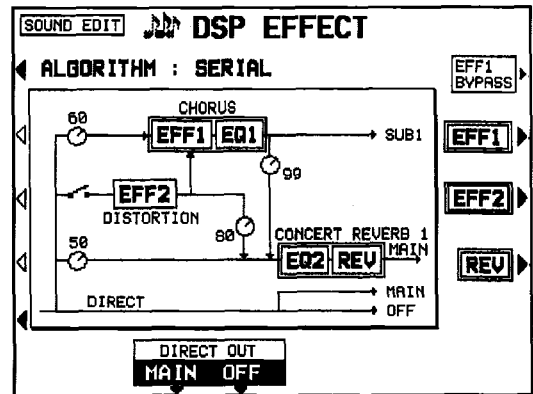 SOUND EDIT DSP EFFECT
ALGORITHM : SERIAL
EFF1
BYPASS
CHORUS
60
EFF1 EQ1
SUB1
EFF1
99
EFF2
DISTORTION
EFF2
80
CONCERT REVERB 1
50
EQ2 REV
MAIN
REV
DIRECT
MAIN
OFF
DIRECT OUT
MAIN OFF